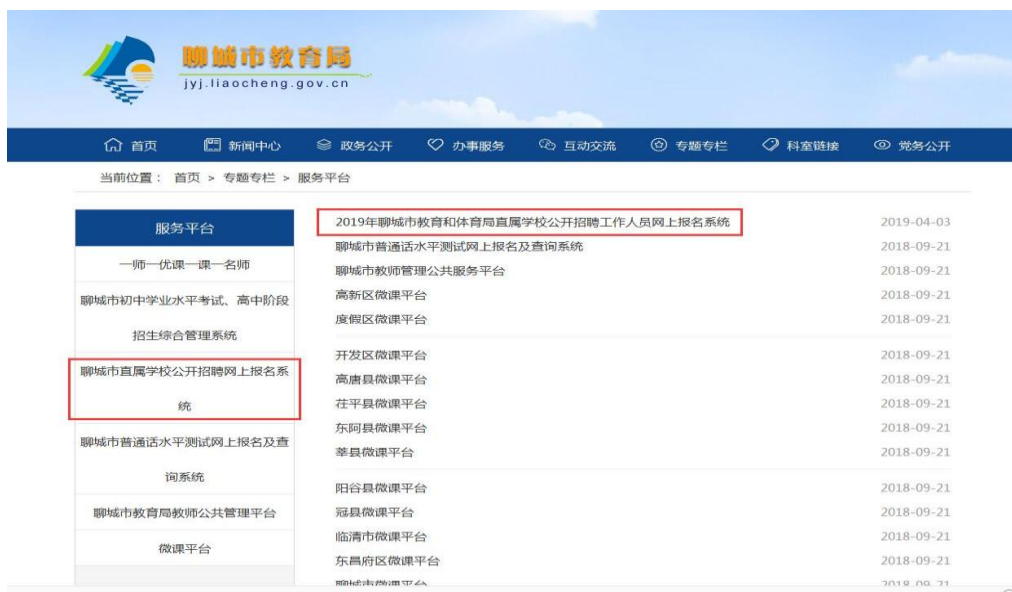 聊城市教育局
jyj.liaocheng.gov.cn
首页 新闻中心 政务公开 办事服务 互动交流 专题专栏 科室链接 党务公开
当前位置： 首页 > 专题专栏 > 服务平台
服务平台
一师一优课一课一名师
聊城市初中学业水平考试、高中阶段
招生综合管理系统
聊城市直属学校公开招聘网上报名系
统
聊城市普通话水平测试网上报名及查
询系统
聊城市教育局教师公共管理平台
微课平台
2019年聊城市教育和体育局直属学校公开招聘工作人员网上报名系统 2019-04-03
聊城市普通话水平测试网上报名及查询系统 2018-09-21
聊城市教师管理公共服务平台 2018-09-21
高新区微课平台 2018-09-21
度假区微课平台 2018-09-21
开发区微课平台 2018-09-21
高唐县微课平台 2018-09-21
茌平县微课平台 2018-09-21
东阿县微课平台 2018-09-21
莘县微课平台 2018-09-21
阳谷县微课平台 2018-09-21
冠县微课平台 2018-09-21
临清市微课平台 2018-09-21
东昌府区微课平台 2018-09-21
聊城市微课平台 2018-09-21